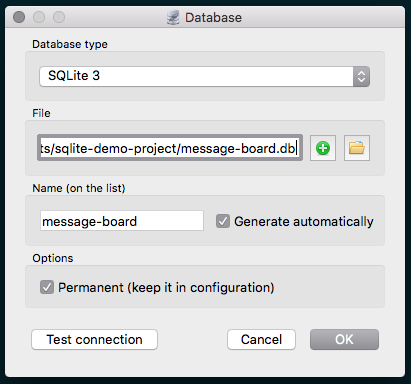 Database
Database type
SQLite 3
File
ts/sqlite-demo-project/message-board.db
Name (on the list)
message-board
Generate automatically
Options
Permanent (keep it in configuration)
Test connection
Cancel
OK